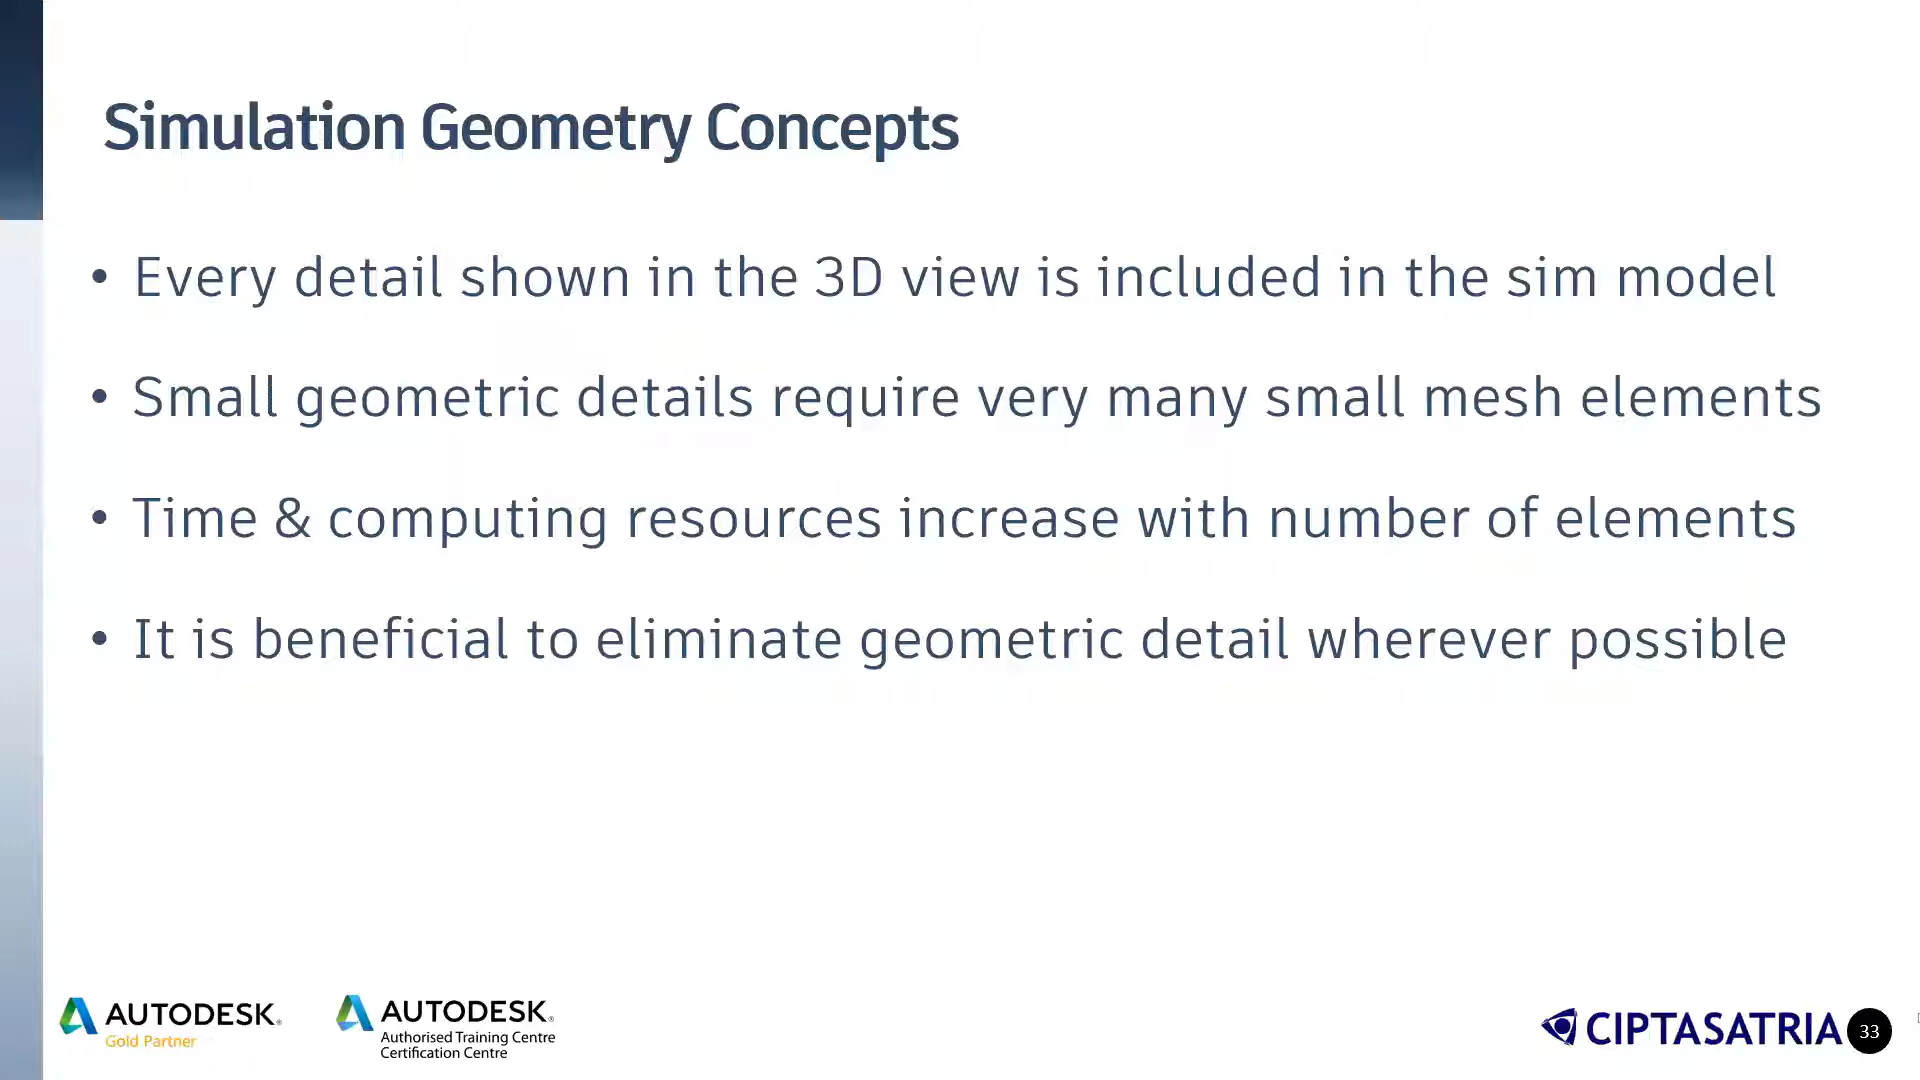 Simulation Geometry Concepts
• Every detail shown in the 3D view is included in the sim model
• Small geometric details require very many small mesh elements
• Time & computing resources increase with number of elements
• It is beneficial to eliminate geometric detail wherever possible
AUTODESK®
Gold Partner
AUTODESK®
Authorised Training Centre
Certification Centre
CIPTASATRIA
33